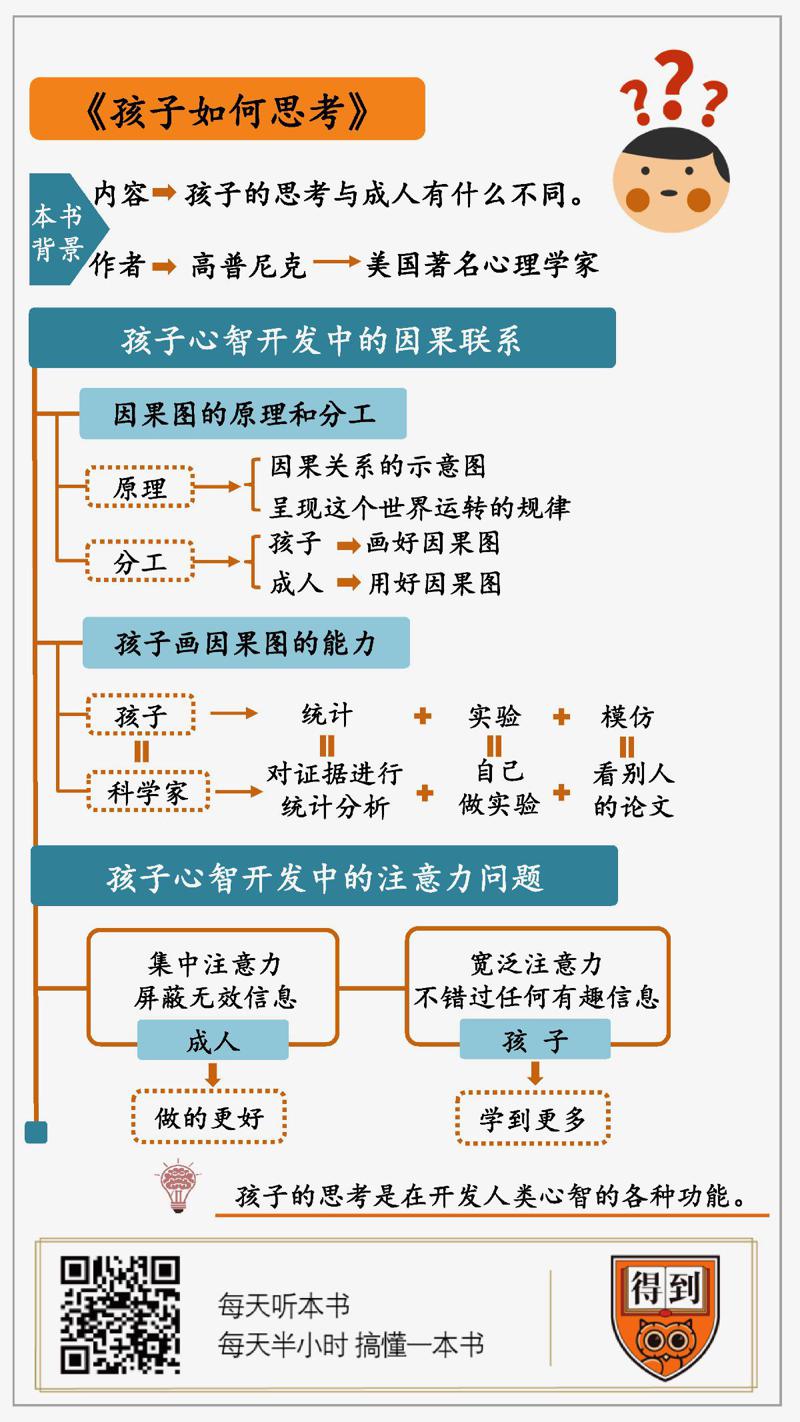 《孩子如何思考》
???
本书
背景
内容 孩子的思考与成人有什么不同。
作者 高普尼克 美国著名心理学家
孩子心智开发中的因果联系
因果图的原理和分工
原理
因果关系的示意图
呈现这个世界运转的规律
分工
孩子 画好因果图
成人 用好因果图
孩子画因果图的能力
孩子 统计 + 实验 + 模仿
科学家
对证据进行
统计分析
+
自己
做实验
+
看别人
的论文
孩子心智开发中的注意力问题
集中注意力
屏蔽无效信息
成人
做的更好
宽泛注意力
不错过任何有趣信息
孩 子
学到更多
孩子的思考是在开发人类心智的各种功能。
每天听本书
每天半小时 搞懂一本书
得到